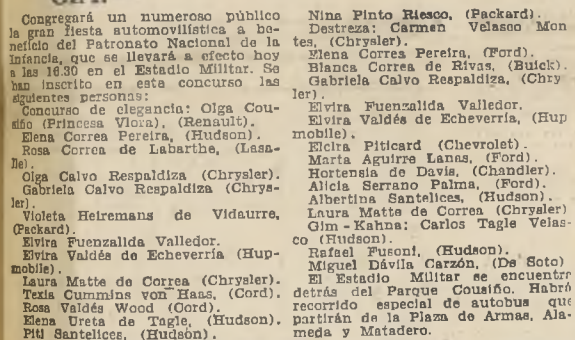 Congregará un numeroso público
la gran fiesta automovilística a be-
neficio del Patronato Nacional de la
Infancia, que se llevará a efecto hoy
a las 16.30 en el Estadio Militar. Se
han inscrito en este concurso las
siguientes personas:
Concurso de elegancia: Olga Cou-
siño (Princesa Viora), (Renault).
Elena Correa Pereira, (Hudson).
Rosa Correa de Labarthe, (Lasa-
lle).
Olga Calvo Respaldiza (Chrysler).
Gabriela Calvo Respaldiza (Chrys-
ler).
Violeta Heiremans de Vidaurre,
(Packard).
Elvira Fuenzalida Valledor.
Elvira Valdés de Echeverría (Hup-
mobile).
Laura Matte de Correa (Chrysler).
Texia Cummins von Haas, (Cord).
Rosa Valdés Wood (Cord).
Elena Ureta de Tagle, (Hudson).
Piti Santelices, (Hudson).
Nina Pinto Riesco, (Packard).
Destreza: Carmen Velasco Mon
tes, (Chrysler).
Elena Corres Pereira, (Ford).
Blanca Correa de Rivas, (Buick).
Gabriela Calvo Respaldiza, (Chry
ler).
Elvira Fuenzalida Valledor.
Elvira Valdés de Echeverría, (Hup
mobile).
Elcira Piticard (Chevrolet).
Marta Aguirre Lanas, (Ford).
Hortensia de Davis, (Chandler).
Alicia Serrano Palma, (Ford).
Albertina Santelices, (Hudson).
Laura Matte de Correa (Chrysler)
Gim-Kahna: Carlos Tagle Velas-
co (Hudson).
Rafael Fusoni, (Hudson).
Miguel Dávila Carzón, (De Soto)
El Estadio Militar se encuentra
detrás del Parque Cousiño. Habrá
recorrido especial de autobus que
partirán de la Plaza de Armas, Ala-
meda y Matadero.